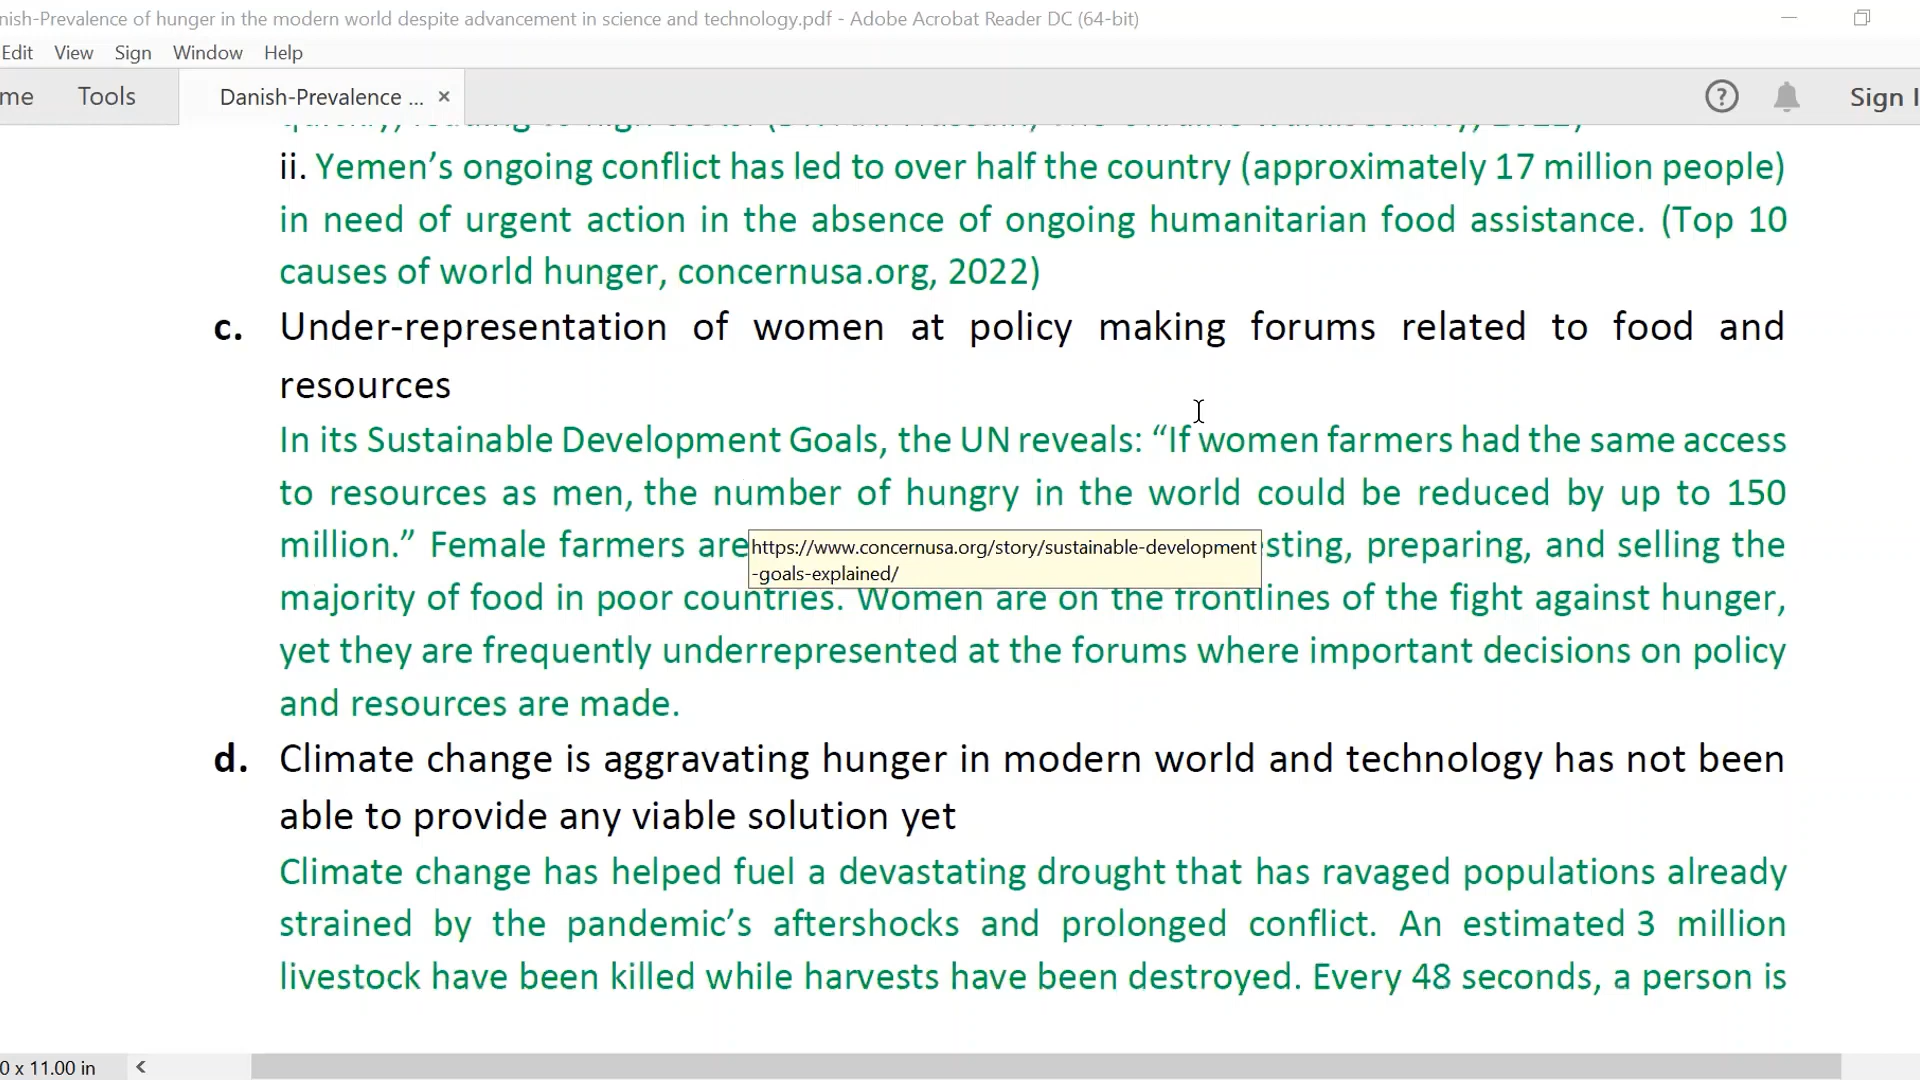 nish-Prevalence of hunger in the modern world despite advancement in science and technology.pdf - Adobe Acrobat Reader DC (64-bit)
Edit View Sign Window Help
me Tools Danish-Prevalence ... × ? Sign I
ii. Yemen’s ongoing conflict has led to over half the country (approximately 17 million people)
in need of urgent action in the absence of ongoing humanitarian food assistance. (Top 10
causes of world hunger, concernusa.org, 2022)
c. Under-representation of women at policy making forums related to food and
resources
In its Sustainable Development Goals, the UN reveals: “If women farmers had the same access
to resources as men, the number of hungry in the world could be reduced by up to 150
million.” Female farmers are sting, preparing, and selling the
https://www.concernusa.org/story/sustainable-development
-goals-explained/
majority of food in poor countries. Women are on the frontlines of the fight against hunger,
yet they are frequently underrepresented at the forums where important decisions on policy
and resources are made.
d. Climate change is aggravating hunger in modern world and technology has not been
able to provide any viable solution yet
Climate change has helped fuel a devastating drought that has ravaged populations already
strained by the pandemic’s aftershocks and prolonged conflict. An estimated 3 million
livestock have been killed while harvests have been destroyed. Every 48 seconds, a person is
0 x 11.00 in